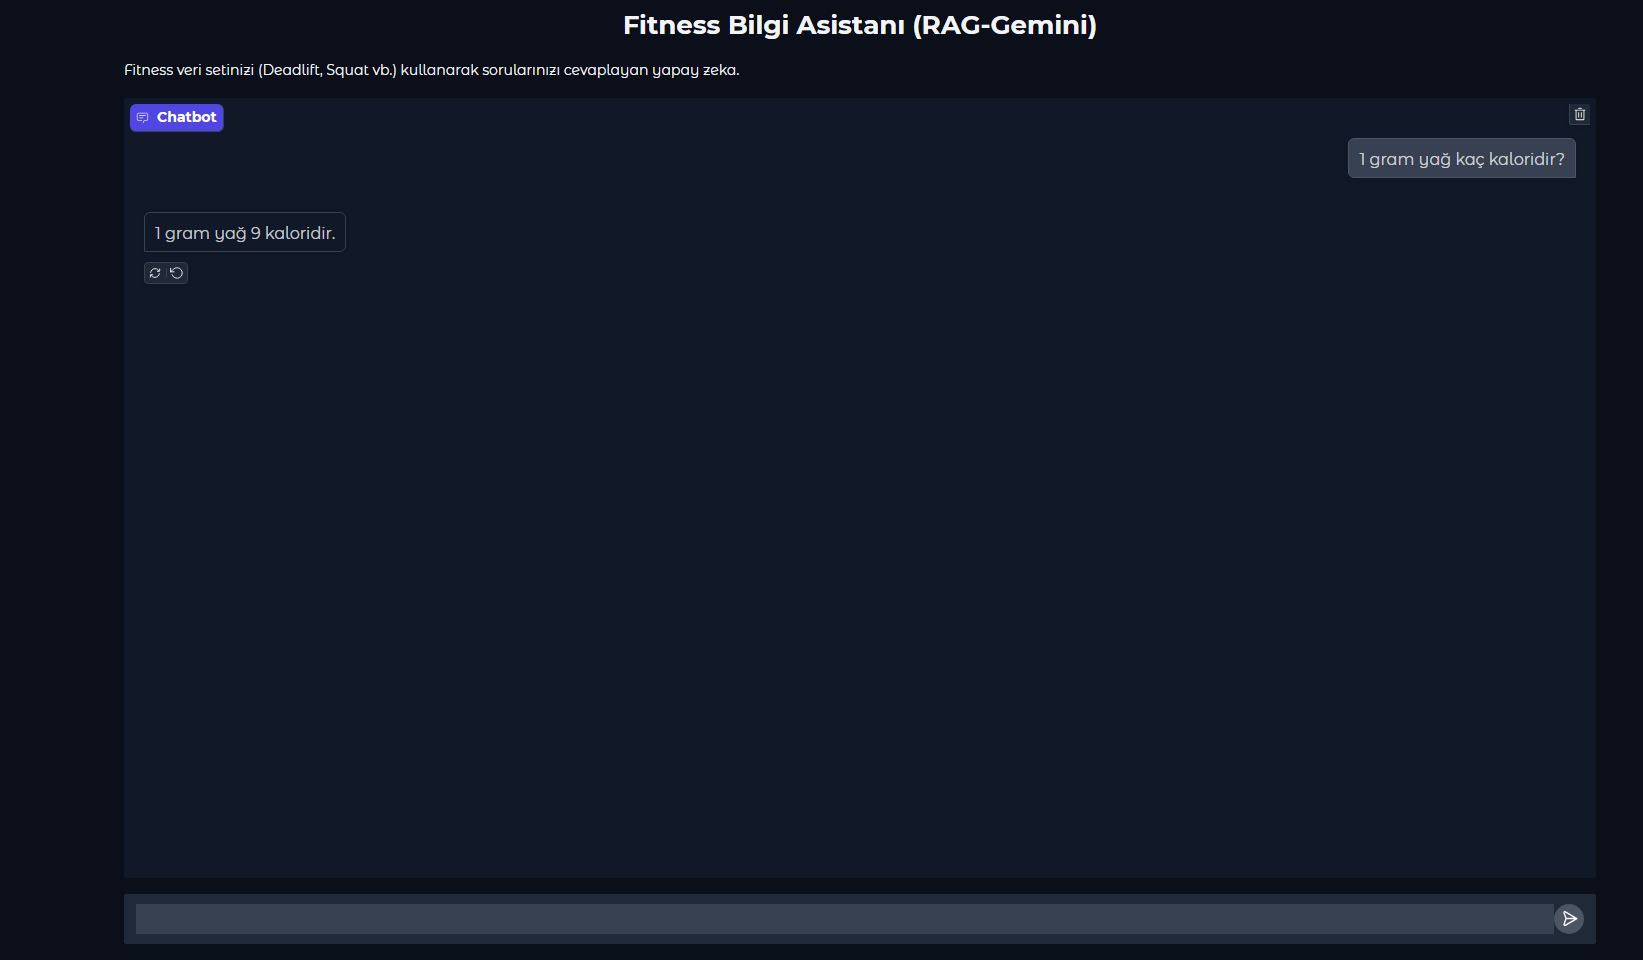 Fitness Bilgi Asistanı (RAG-Gemini)
Fitness veri setinizi (Deadlift, Squat vb.) kullanarak sorularınızı cevaplayan yapay zeka.
Chatbot
1 gram yağ kaç kaloridir?
1 gram yağ 9 kaloridir.